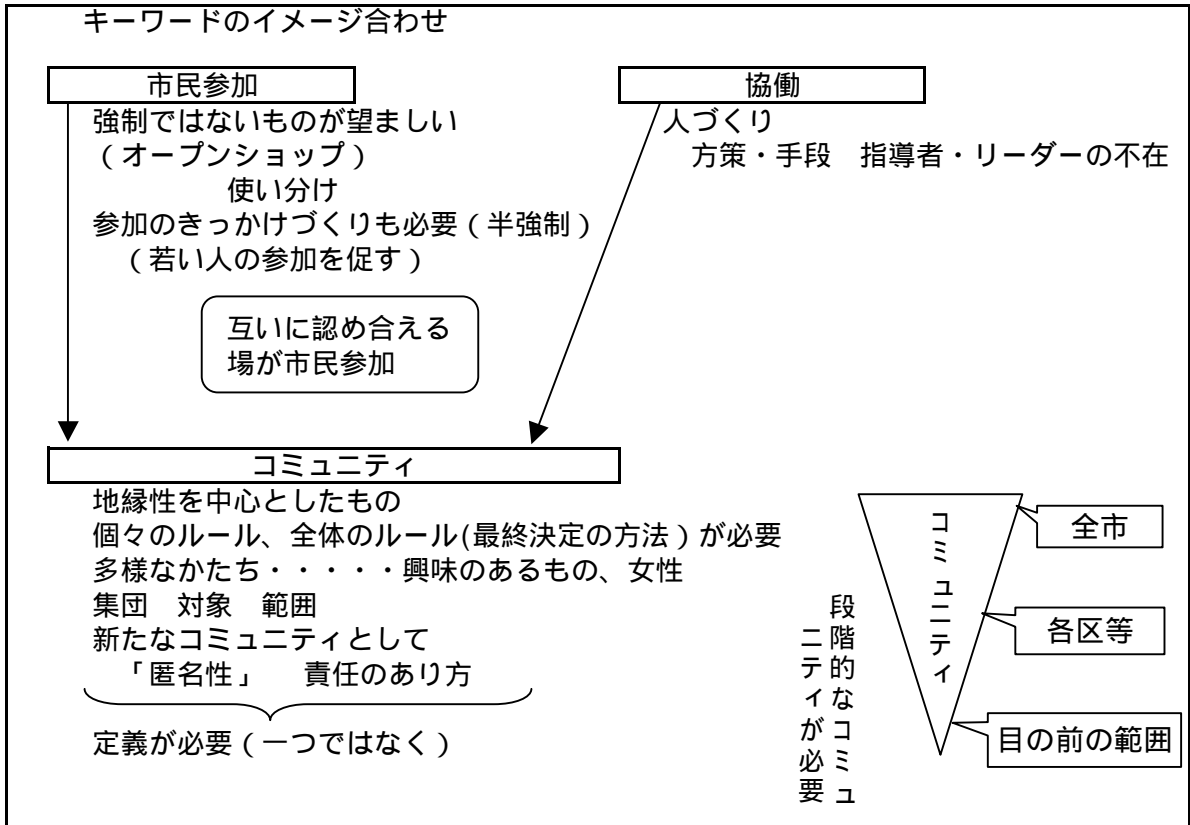 キーワードのイメージ合わせ
市民参加
強制ではないものが望ましい
(オープンショップ)
使い分け
参加のきっかけづくりも必要(半強制)
(若い人の参加を促す)
互いに認め合える
場が市民参加
協働
人づくり
方策・手段 指導者・リーダーの不在
コミュニティ
地縁性を中心としたもの
個々のルール、全体のルール(最終決定の方法)が必要
多様なかたち・・・・・興味のあるもの、女性
集団 対象 範囲
新たなコミュニティとして
「匿名性」 責任のあり方
定義が必要(一つではなく)
段階的なコミュ
ニティが必要
コミュニティ
全市
各区等
目の前の範囲